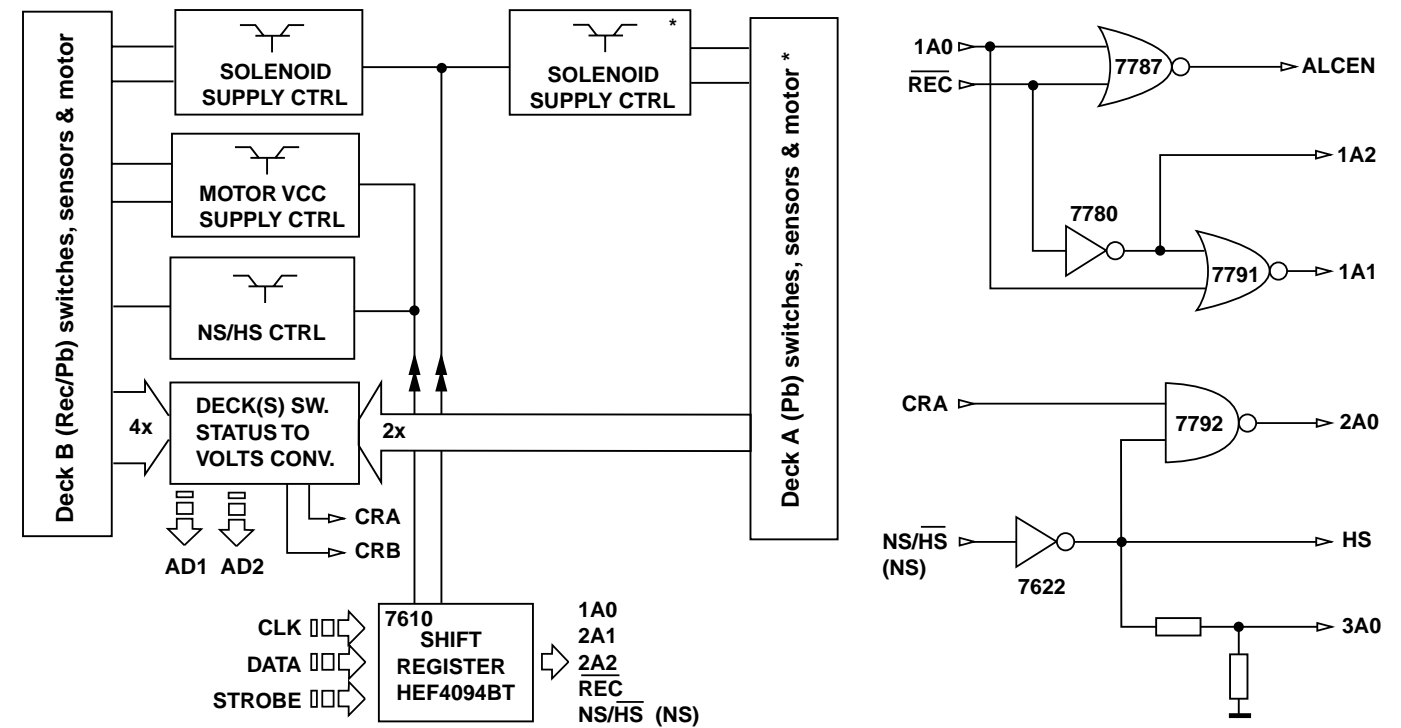 Deck B (Rec/Pb) switches, sensors & motor
SOLENOID
SUPPLY CTRL
*
SOLENOID
SUPPLY CTRL
MOTOR VCC
SUPPLY CTRL
NS/HS CTRL
4x
DECK(S) SW.
STATUS TO
VOLTS CONV.
2x
AD1 AD2
CRA
CRB
Deck A (Pb) switches, sensors & motor *
CLK
DATA
STROBE
7610
SHIFT
REGISTER
HEF4094BT
1A0
2A1
2A2
REC
NS/HS (NS)
1A0
REC
7787
ALCEN
1A2
7780
7791
1A1
CRA
7792
2A0
NS/HS
(NS)
7622
HS
3A0